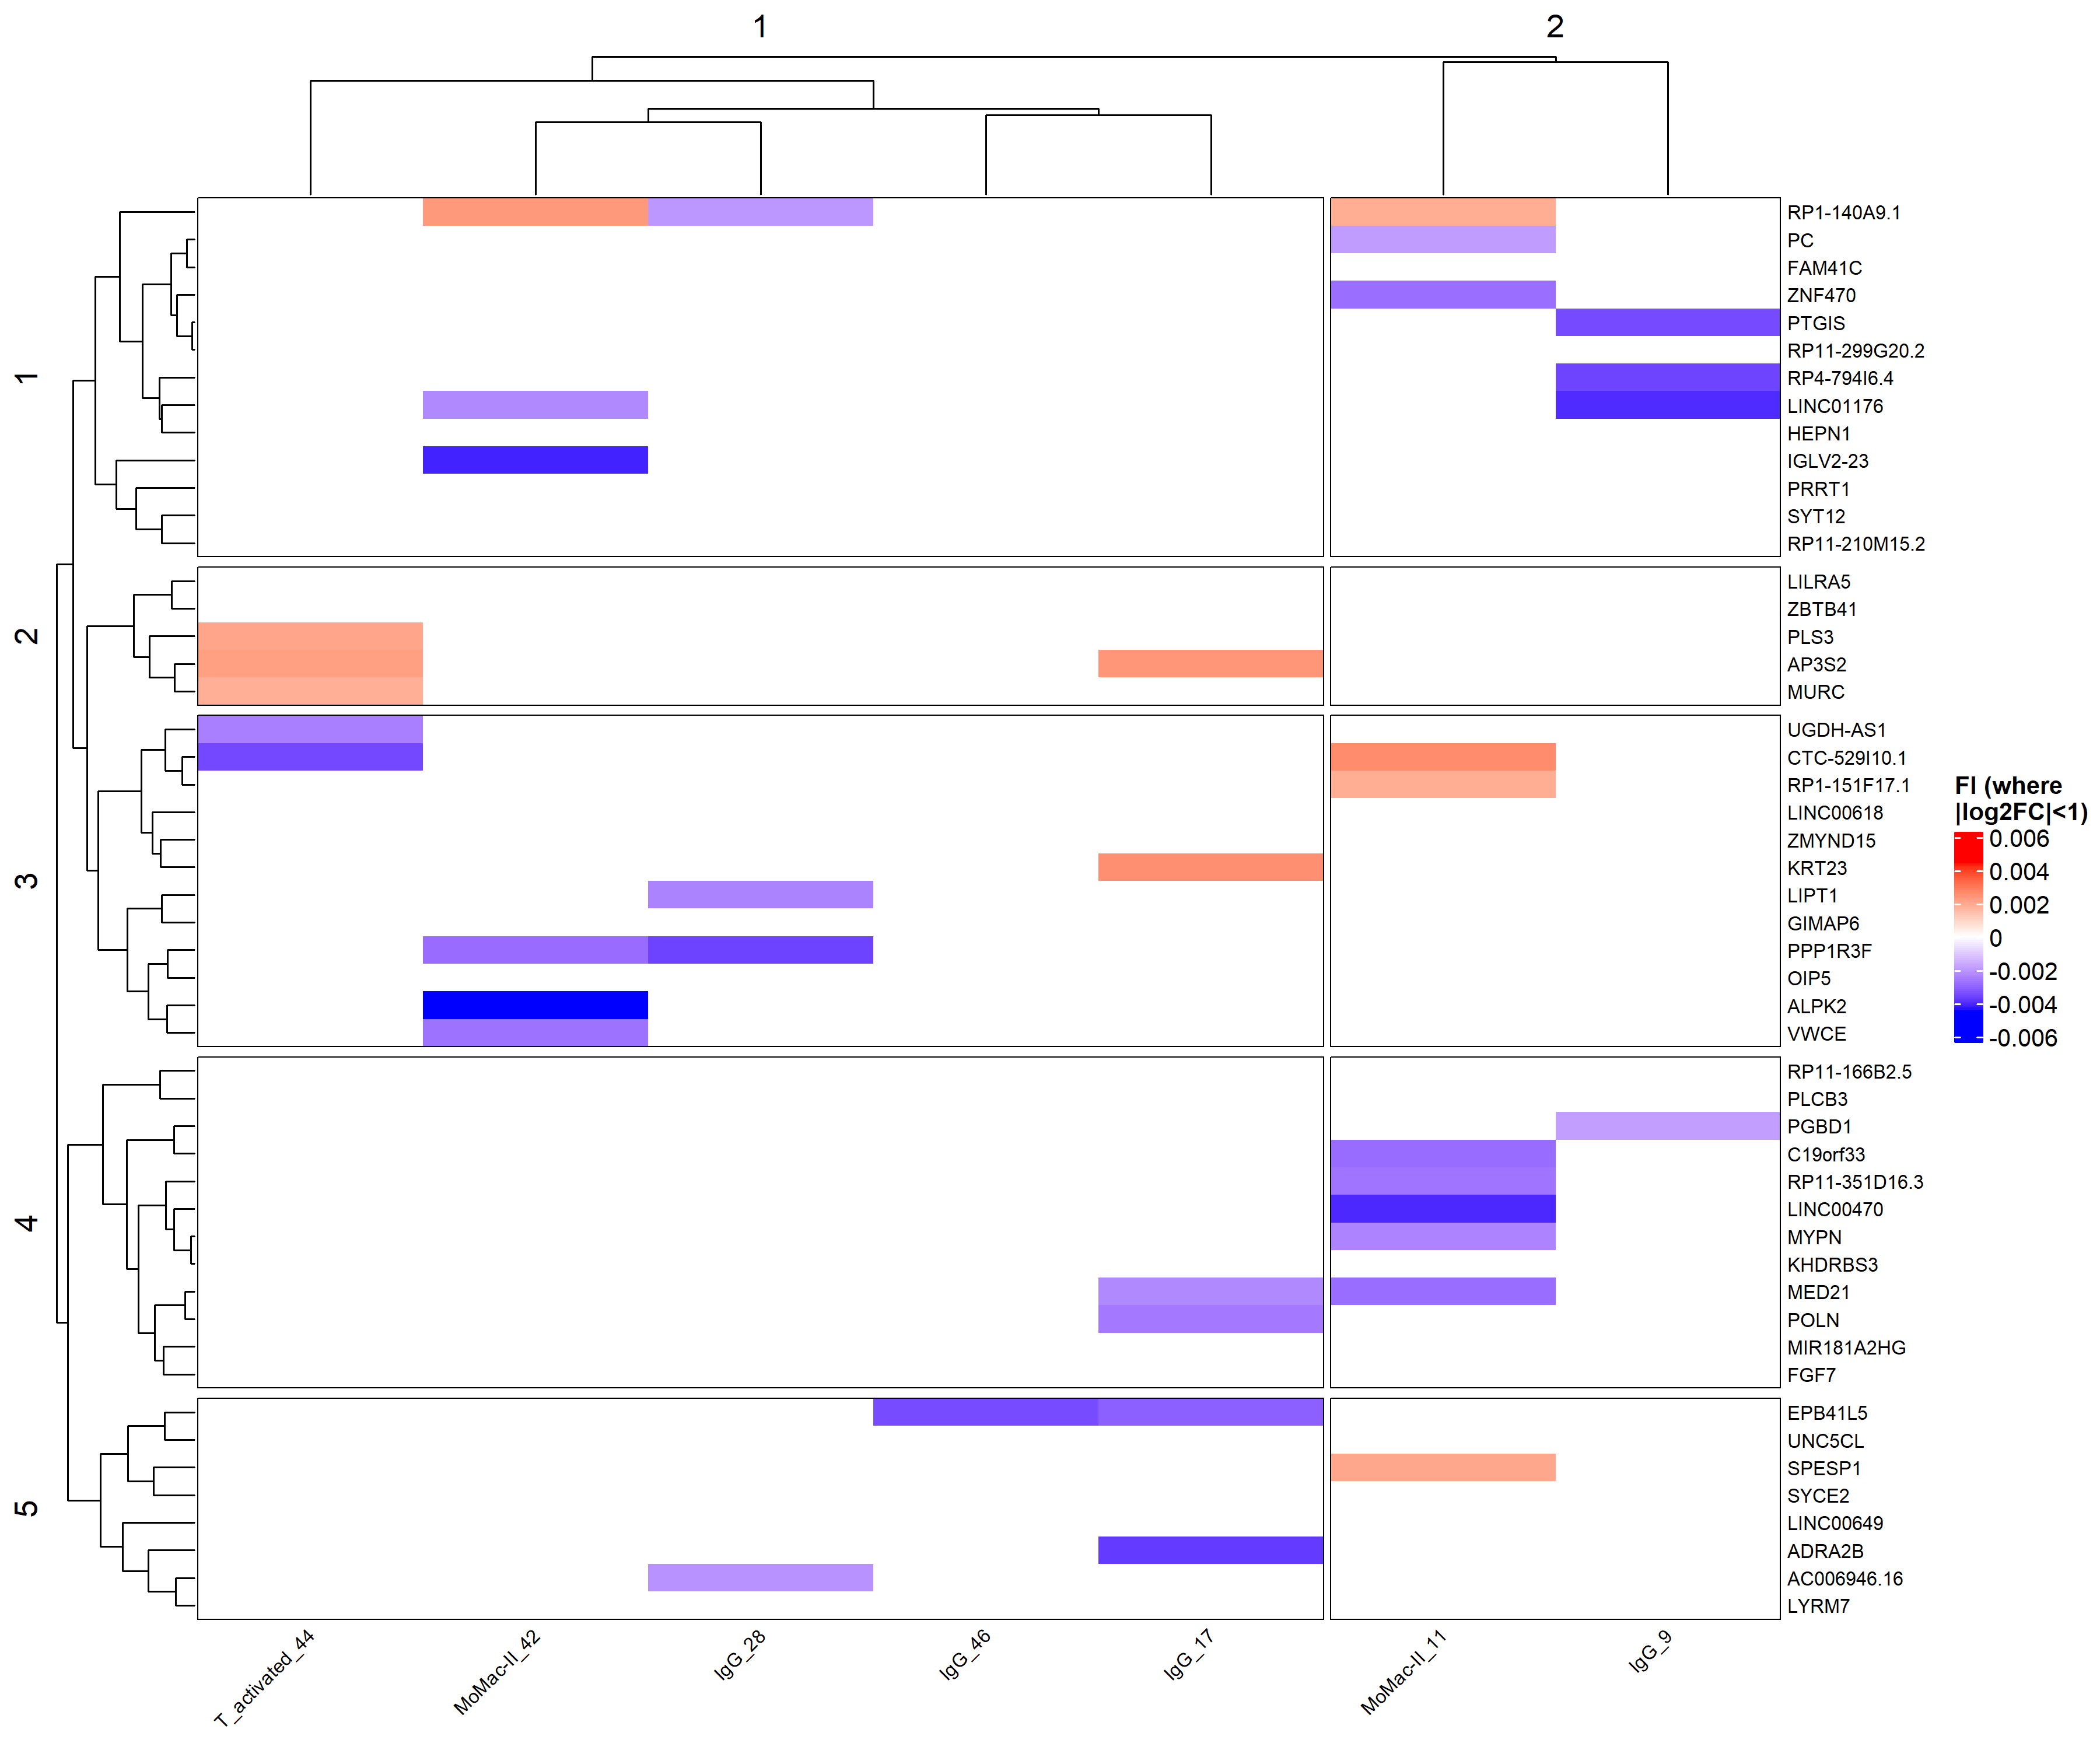 1
2
1
2
3
4
5
RP1-140A9.1
PC
FAM41C
ZNF470
PTGIS
RP11-299G20.2
RP4-794I6.4
LINC01176
HEPN1
IGLV2-23
PRRT1
SYT12
RP11-210M15.2
LILRA5
ZBTB41
PLS3
AP3S2
MURC
UGDH-AS1
CTC-529I10.1
RP1-151F17.1
LINC00618
ZMYND15
KRT23
LIPT1
GIMAP6
PPP1R3F
OIP5
ALPK2
VWCE
RP11-166B2.5
PLCB3
PGBD1
C19orf33
RP11-351D16.3
LINC00470
MYPN
KHDRBS3
MED21
POLN
MIR181A2HG
FGF7
EPB41L5
UNC5CL
SPESP1
SYCE2
LINC00649
ADRA2B
AC006946.16
LYRM7
T_activated_44
MoMac-II_42
IgG_28
IgG_46
IgG_17
MoMac-II_11
IgG_9
FI (where
|log2FC|<1)
0.006
0.004
0.002
0
-0.002
-0.004
-0.006